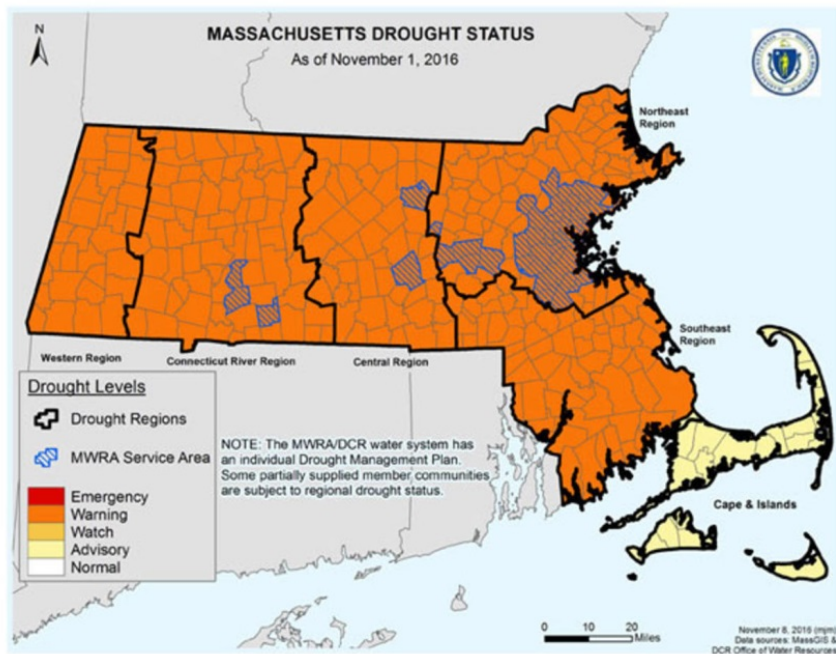 N
MASSACHUSETTS DROUGHT STATUS
As of November 1, 2016
Northeast
Region
Southeast
Region
Western Region
Connecticut River Region
Central Region
Cape & Islands
Drought Levels
Drought Regions
MWRA Service Area
Emergency
Warning
Watch
Advisory
Normal
NOTE: The MWRA/DCR water system has
an individual Drought Management Plan.
Some partially supplied member communities
are subject to regional drought status.
0 10 20
Miles
November 8, 2016 (mjm)
Data sources: MassGIS &
DCR Office of Water Resources